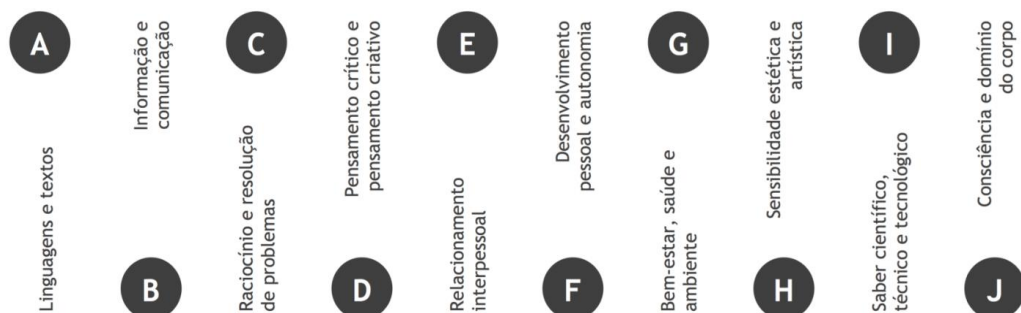 A
Linguagens e textos
Informação e
comunicação
B
C
Raciocínio e resolução
de problemas
Pensamento crítico e
pensamento criativo
D
E
Relacionamento
interpessoal
Desenvolvimento
pessoal e autonomia
F
G
Bem-estar, saúde e
ambiente
Sensibilidade estética e
artística
H
I
Saber científico,
técnico e tecnológico
Consciência e domínio
do corpo
J